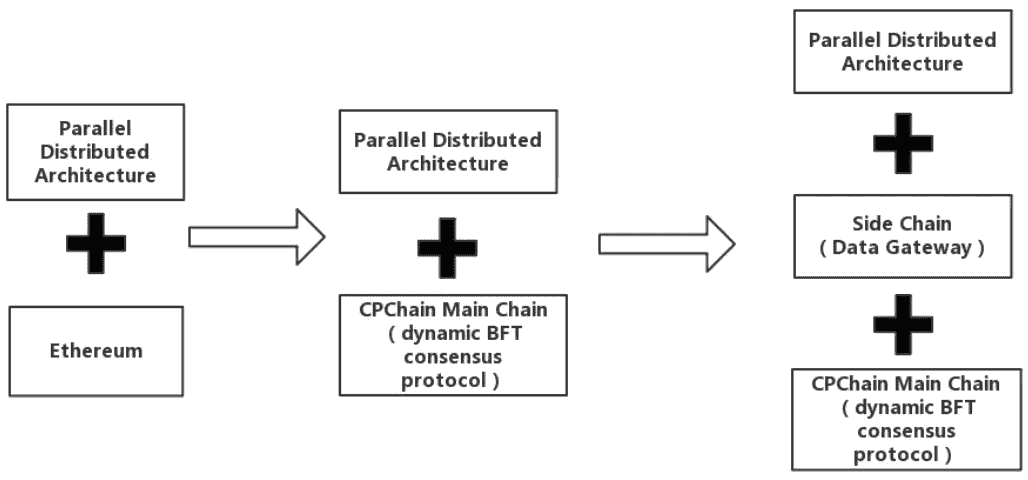 Parallel
Distributed
Architecture
Ethereum
Parallel Distributed
Architecture
CPChain Main Chain
( dynamic BFT
consensus
protocol )
Parallel Distributed
Architecture
Side Chain
( Data Gateway )
CPChain Main Chain
( dynamic BFT
consensus
protocol )